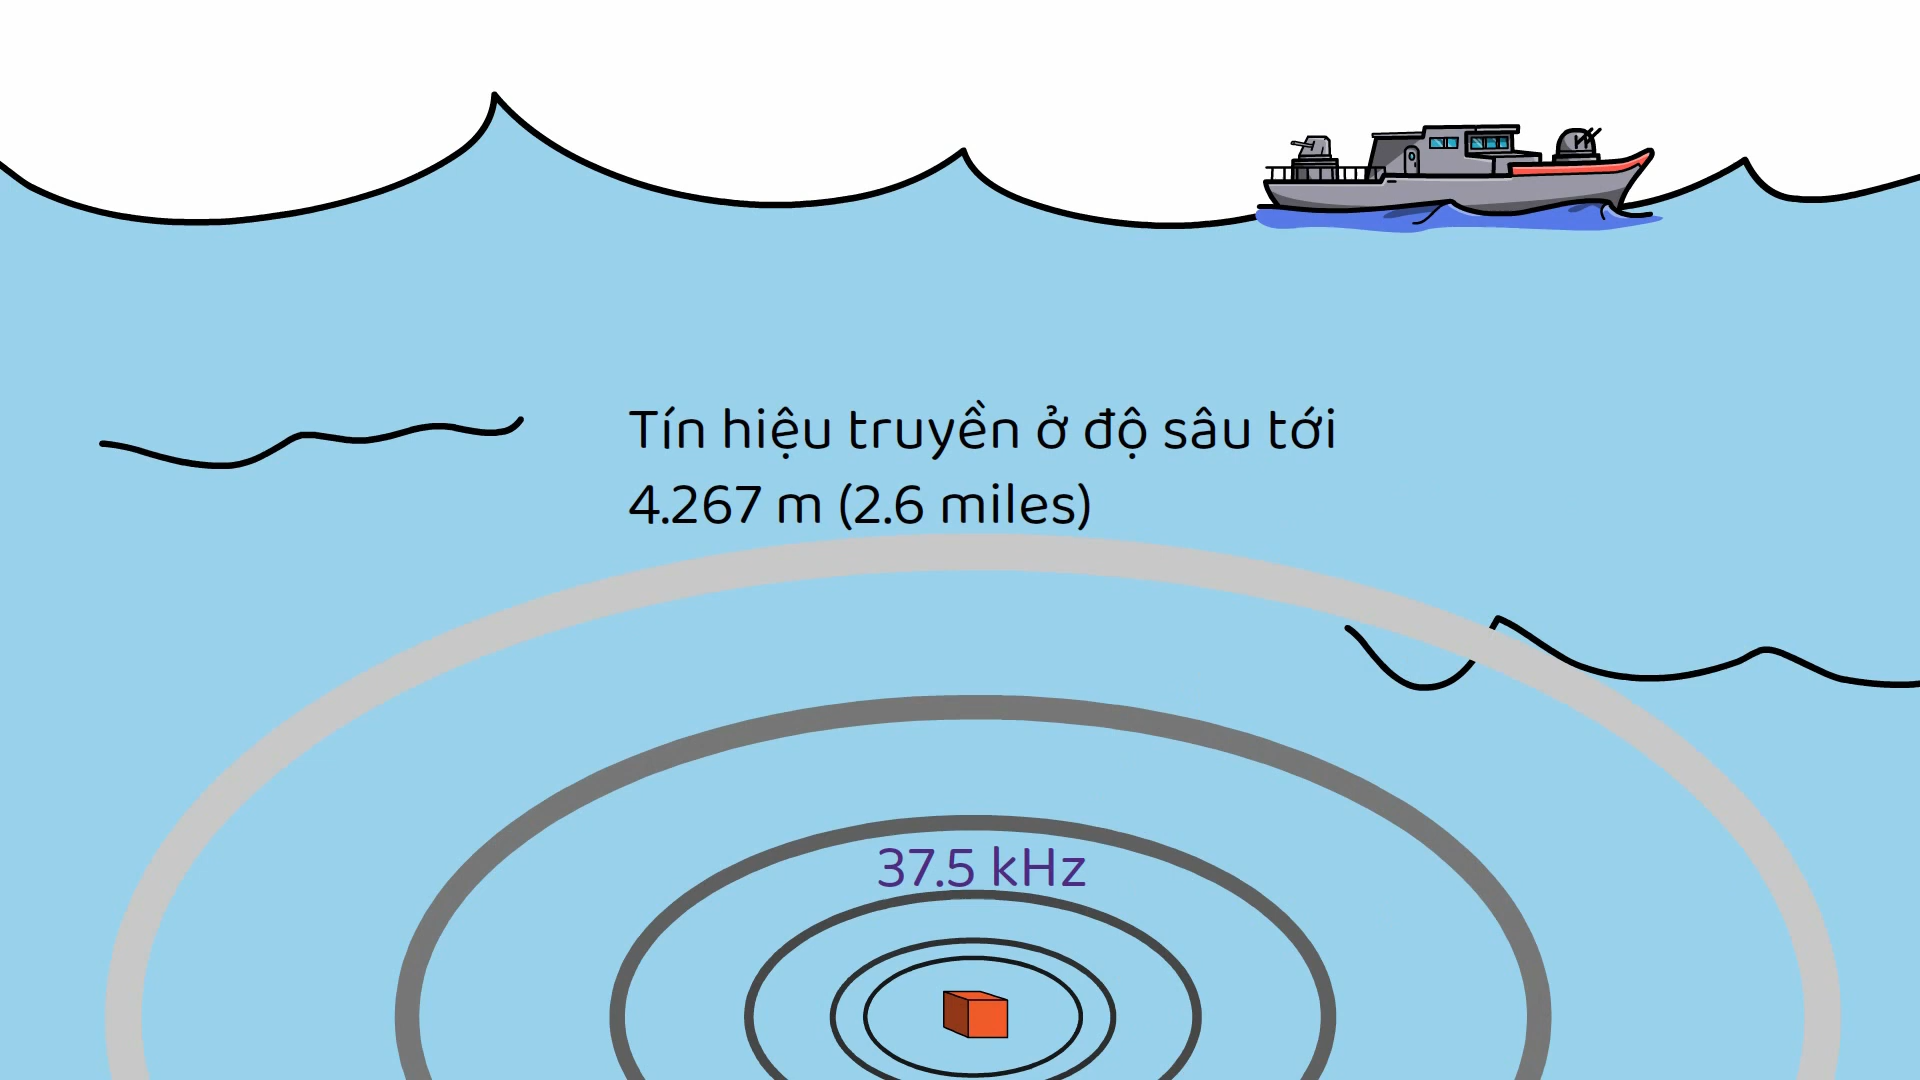 Tín hiệu truyền ở độ sâu tới
4.267 m (2.6 miles)
37.5 kHz